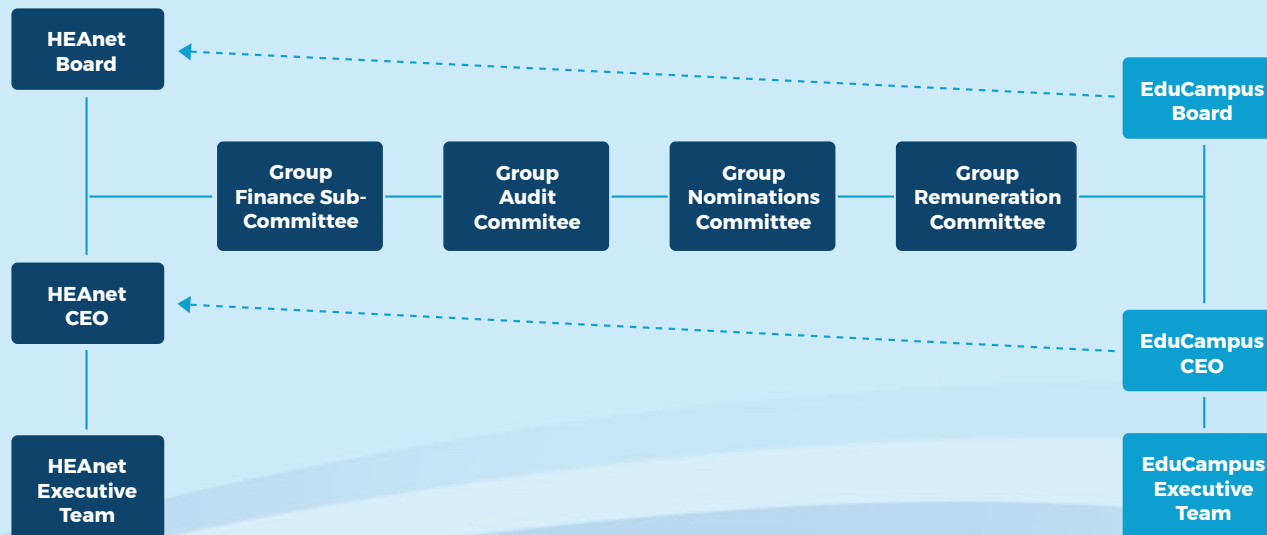 HEAnet
Board
EduCampus
Board
Group
Finance Sub-
Committee
Group
Audit
Commitee
Group
Nominations
Committee
Group
Remuneration
Committee
HEAnet
CEO
EduCampus
CEO
HEAnet
Executive
Team
EduCampus
Executive
Team